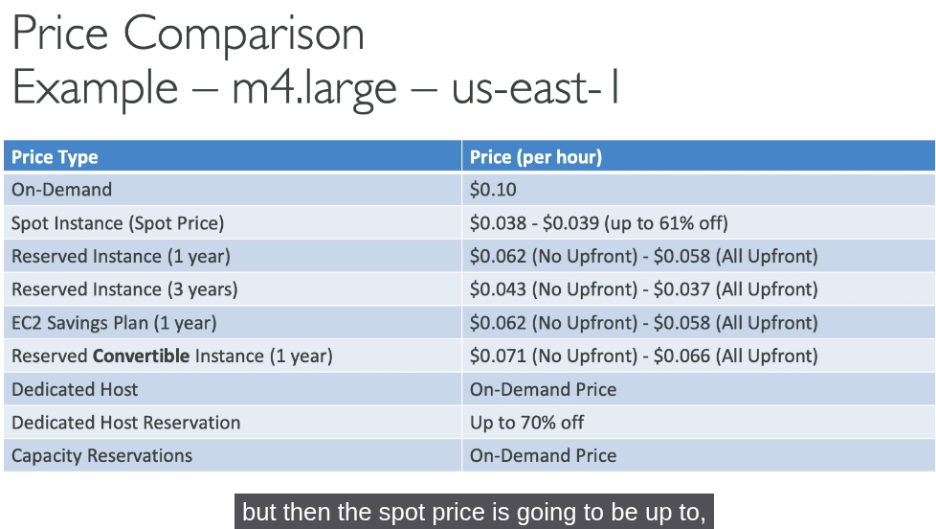 Price Comparison
Example – m4.large – us-east-1
Price Type Price (per hour)
On-Demand $0.10
Spot Instance (Spot Price) $0.038 - $0.039 (up to 61% off)
Reserved Instance (1 year) $0.062 (No Upfront) - $0.058 (All Upfront)
Reserved Instance (3 years) $0.043 (No Upfront) - $0.037 (All Upfront)
EC2 Savings Plan (1 year) $0.062 (No Upfront) - $0.058 (All Upfront)
Reserved Convertible Instance (1 year) $0.071 (No Upfront) - $0.066 (All Upfront)
Dedicated Host On-Demand Price
Dedicated Host Reservation Up to 70% off
Capacity Reservations On-Demand Price
but then the spot price is going to be up to,